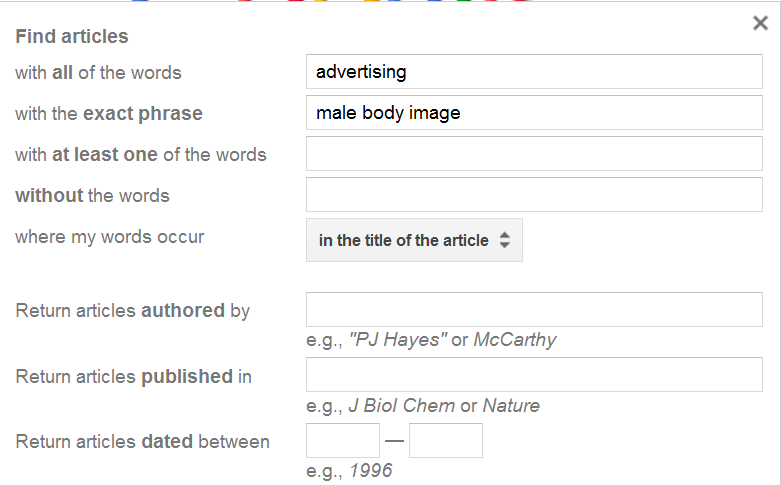 Find articles
with all of the words advertising
with the exact phrase male body image
with at least one of the words
without the words
where my words occur in the title of the article
Return articles authored by
e.g., "PJ Hayes" or McCarthy
Return articles published in
e.g., J Biol Chem or Nature
Return articles dated between —
e.g., 1996